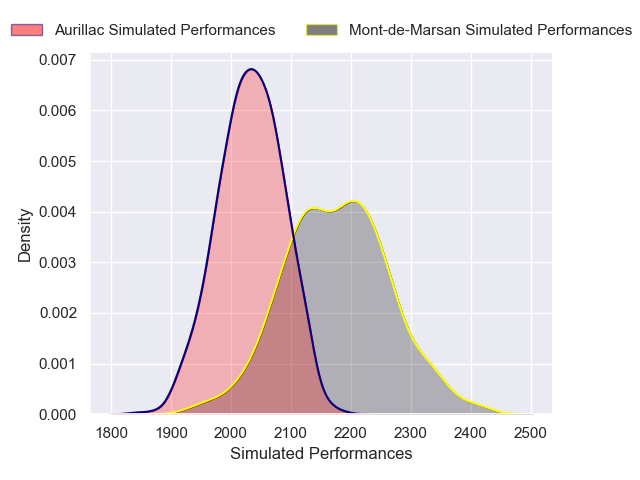 Aurillac Simulated Performances
Mont-de-Marsan Simulated Performances
0.007
0.006
0.005
0.004
0.003
0.002
0.001
0.000
Density
1800 1900 2000 2100 2200 2300 2400 2500
Simulated Performances